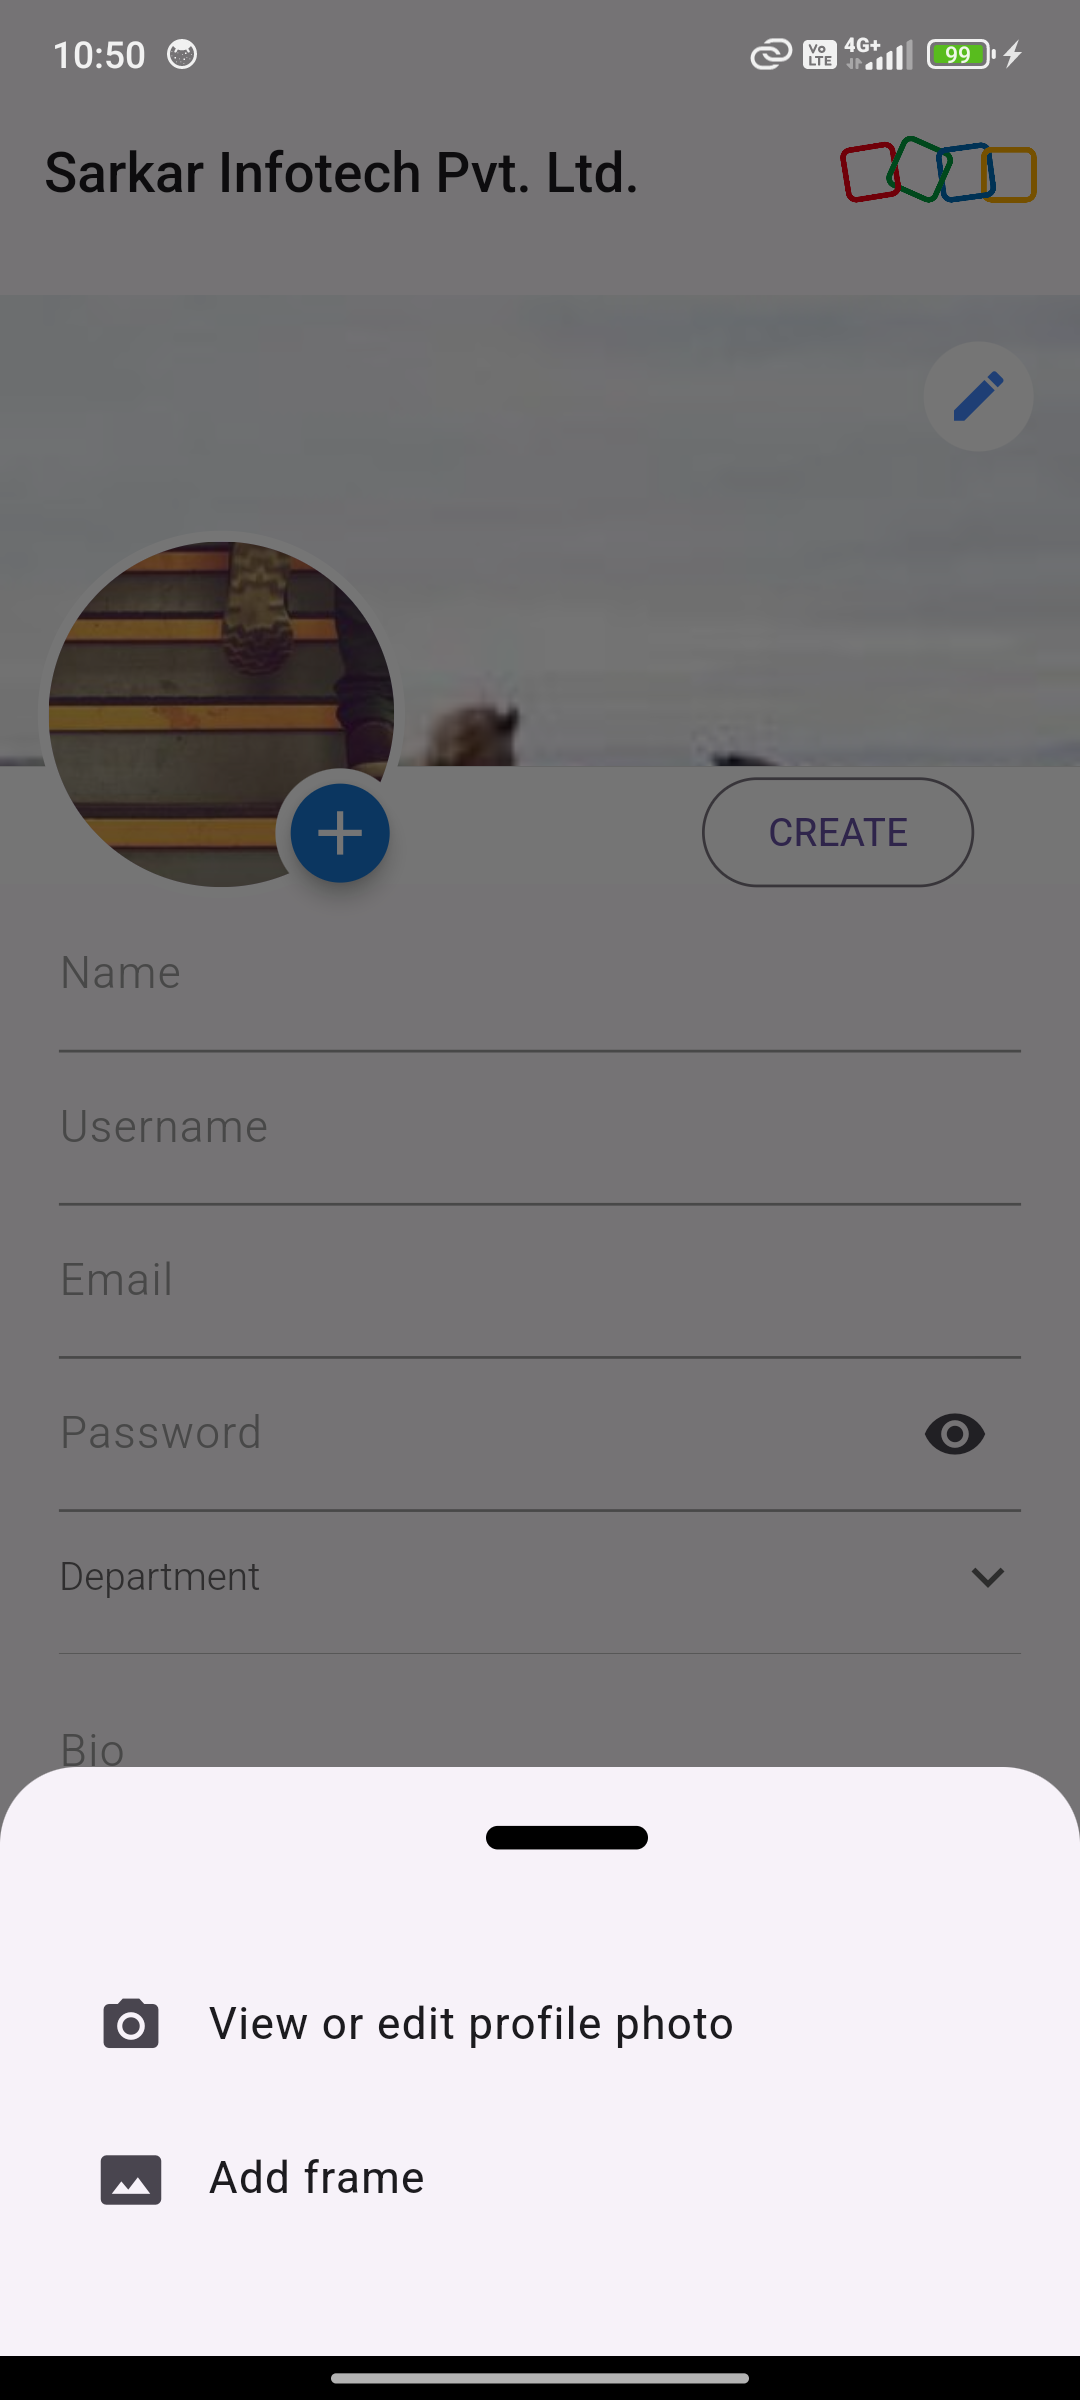 10:50
Vo LTE 4G+ 99
Sarkar Infotech Pvt. Ltd.
CREATE
Name
Username
Email
Password
Department
Bio
View or edit profile photo
Add frame